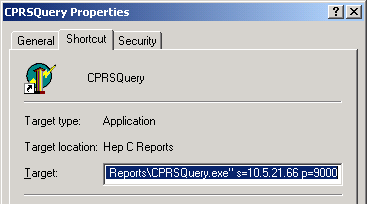 CPRSQuery Properties
General Shortcut Security
CPRSQuery
Target type: Application
Target location: Hep C Reports
Target: Reports\CPRSQuery.exe" s=10.5.21.66 p=9000